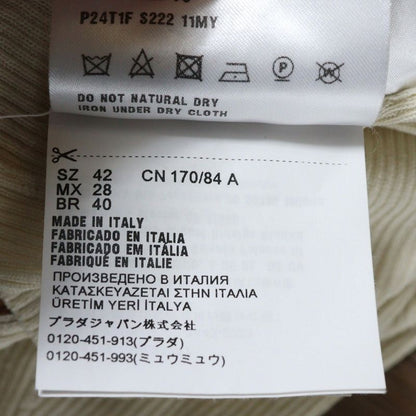 P24T1F S222 11MY
DO NOT NATURAL DRY
IRON UNDER DRY CLOTH
SZ 42 CN 170/84 A
MX 28
BR 40
MADE IN ITALY
FABRICADO EN ITALIA
FABRICADO EM ITÁLIA
FABRIQUÉ EN ITALIE
ПРОИЗВЕДЕНО В ИТАЛИЯ
ΚΑΤΑΣΚΕΥΑΖΕΤΑΙ ΣΤΗΝ ΙΤΑΛΙΑ
ÜRETİM YERİ İTALYA
プラダジャパン株式会社
0120-451-913(プラダ)
0120-451-993(ミュウミュウ)